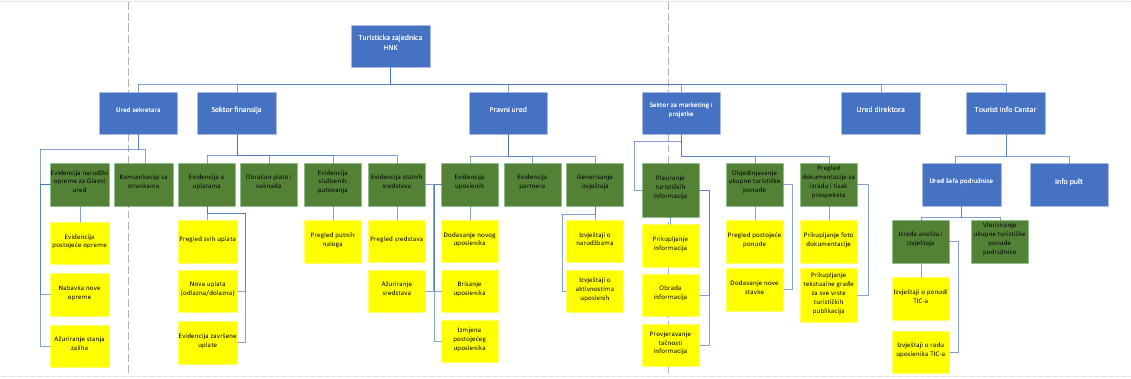 Turisticka zajednica
HNK
Ured sekretara
Sektor finansija
Pravni ured
Sektor za marketing i
projekte
Ured direktora
Tourist Info Centar
Evidencija narudžbi
opreme za Glavni
ured
Komunikacija sa
strankama
Evidencija o
uplatama
Obračun plata i
naknada
Evidencija
službenih
putovanja
Evidencija stalnih
sredstava
Evidencija
uposlenih
Evidencija
partnera
Generisanje
izvještaja
Plasiranje
turističkih
informacija
Objedinjavanje
ukupne turističke
ponude
Pregled
dokumentacije za
izradu i tisak
prospekata
Ured šefa podružnice
Info pult
Evidencija
postojeće opreme
Nabavka nove
opreme
Ažuriranje stanja
zaliha
Pregled svih uplata
Nova uplata
(odlazna/dolazna)
Evidencija završene
uplate
Pregled putnih
naloga
Pregled sredstava
Ažuriranje
sredstava
Dodavanje novog
uposlenika
Brisanje
uposlenika
Izmjena
postojećeg
uposlenika
Izvještaji o
narudžbama
Izvještaji o
aktivnostima
uposlenih
Prikupljanje
informacija
Obrada
informacija
Provjeravanje
tačnosti
informacija
Pregled postojeće
ponude
Dodavanje nove
stavke
Prikupljanje foto
dokumentacije
Prikupljanje
tekstualne građe
za sve vrste
turističkih
publikacija
Izrada analiza i
izvještaja
Vloriziranje
ukupne turističke
ponude
podružnice
Izvještaji o ponudi
TIC-a
Izvještaji o radu
uposlenika TIC-a